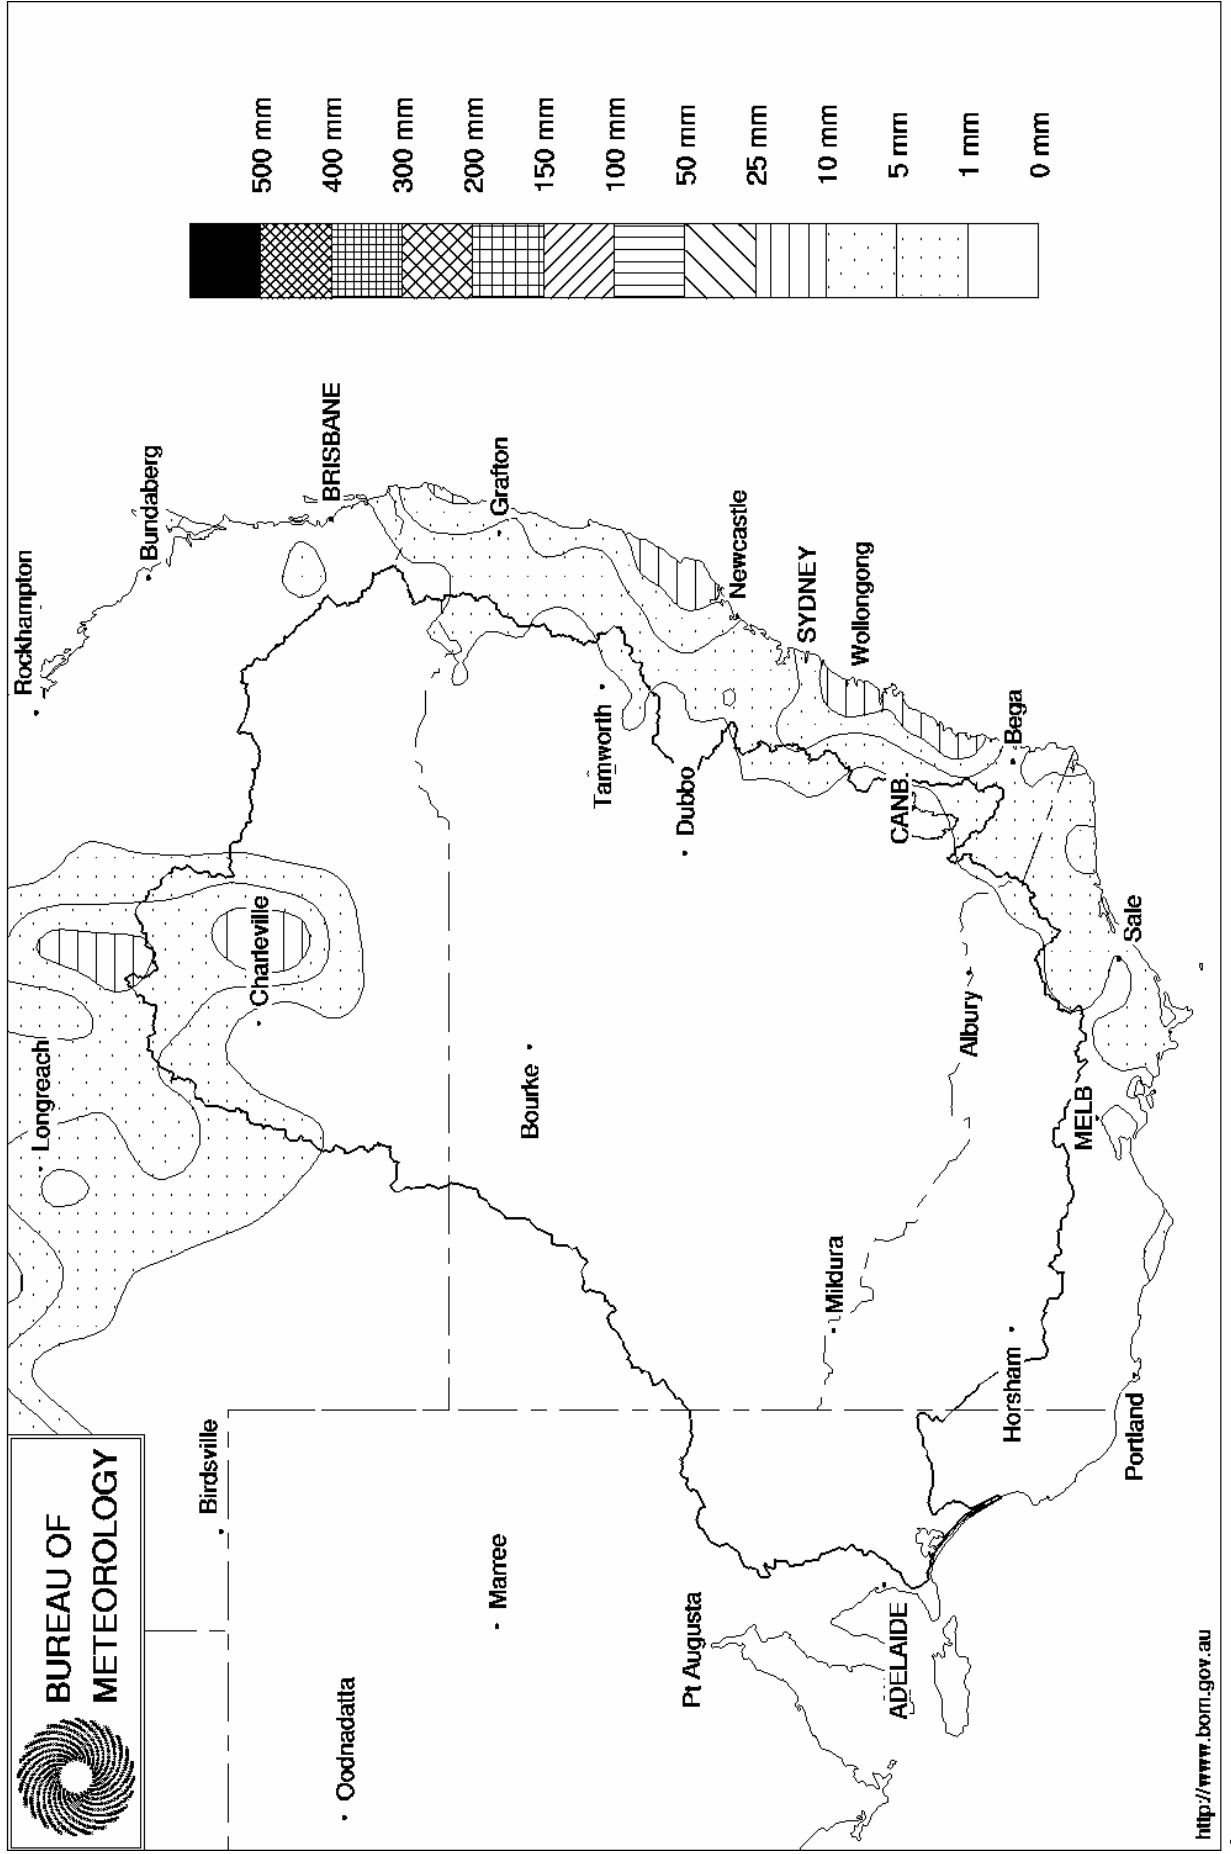 BUREAU OF
METEOROLOGY
Rockhampton
Longreach
Bundaberg
Birdsville
Charleville
BRISBANE
Oodnadatta
Marree
Bourke
Grafton
Tamworth
Pt Augusta
Dubbo
Newcastle
Mildura
SYDNEY
Wollongong
ADELAIDE
CANB.
Albury
Horsham
Bega
MELB
Portland
Sale
500 mm
400 mm
300 mm
200 mm
150 mm
100 mm
50 mm
25 mm
10 mm
5 mm
1 mm
0 mm
http://www.bom.gov.au